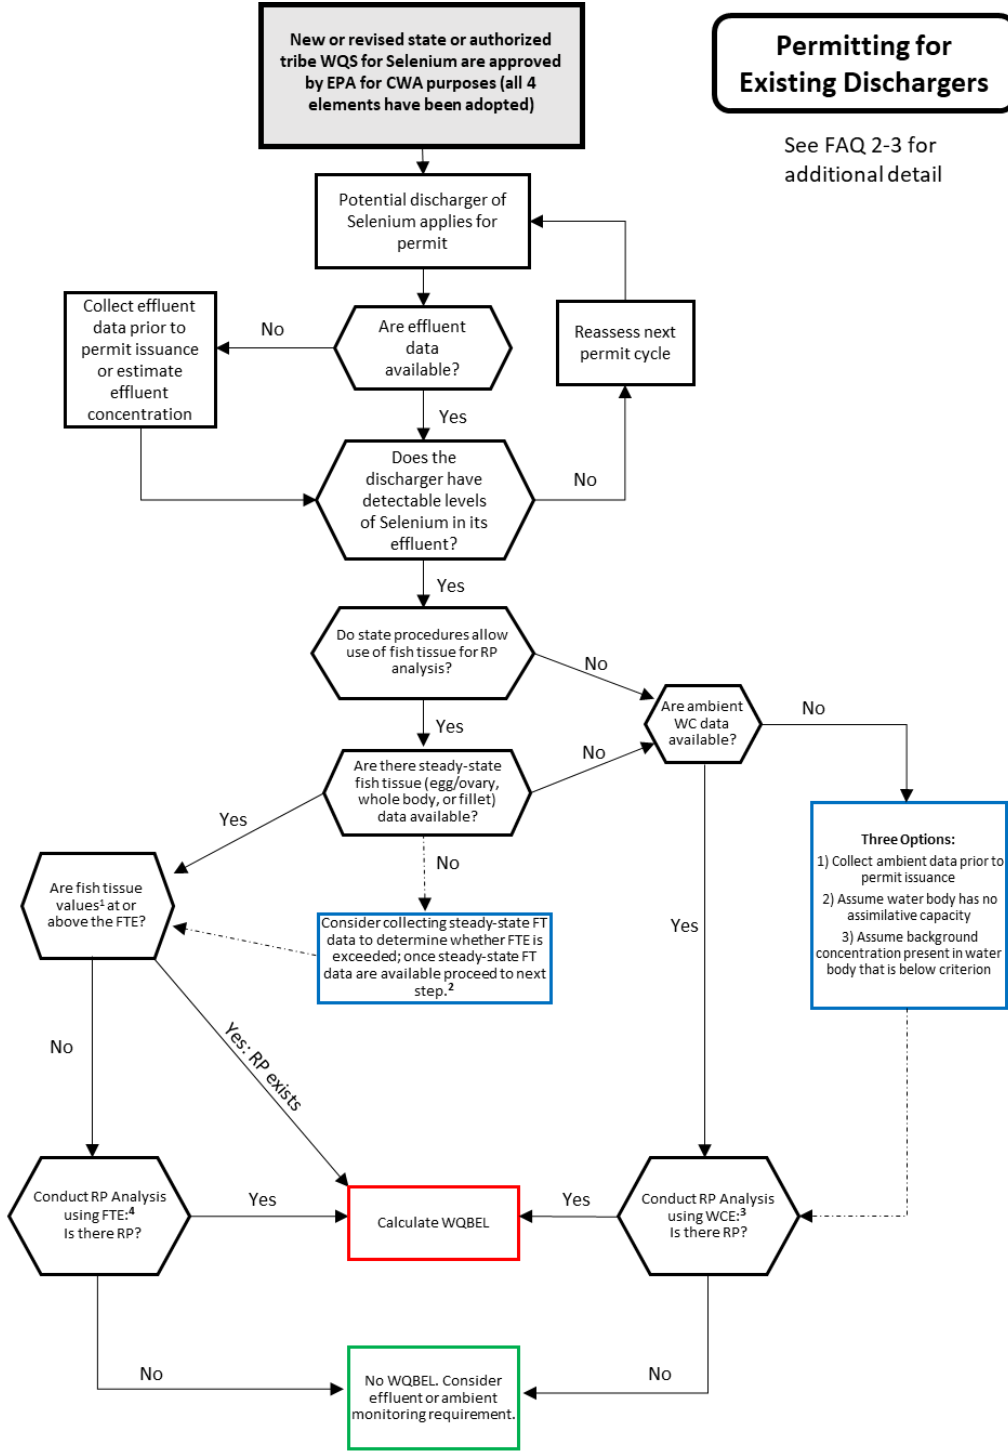 New or revised state or authorized
tribe WQS for Selenium are approved
by EPA for CWA purposes (all 4
elements have been adopted)
Permitting for
Existing Dischargers
See FAQ 2-3 for
additional detail
Potential discharger of
Selenium applies for
permit
Collect effluent
data prior to
permit issuance
or estimate
effluent
concentration
No
Are effluent
data
available?
Reassess next
permit cycle
Yes
Does the
discharger have
detectable levels
of Selenium in its
effluent?
No
Yes
Do state procedures allow
use of fish tissue for RP
analysis?
No
Are ambient
WC data
available?
No
Yes
Are there steady-state
fish tissue (egg/ovary,
whole body, or fillet)
data available?
No
Yes
No
Three Options:
1) Collect ambient data prior to
permit issuance
2) Assume water body has no
assimilative capacity
3) Assume background
concentration present in water
body that is below criterion
Are fish tissue
values¹ at or
above the FTE?
Consider collecting steady-state FT
data to determine whether FTE is
exceeded; once steady-state FT
data are available proceed to next
step.²
Yes
No
Yes: RP exists
Conduct RP Analysis
using FTE:⁴
Is there RP?
Yes
Calculate WQBEL
Yes
Conduct RP Analysis
using WCE:³
Is there RP?
No
No WQBEL. Consider
effluent or ambient
monitoring requirement.
No